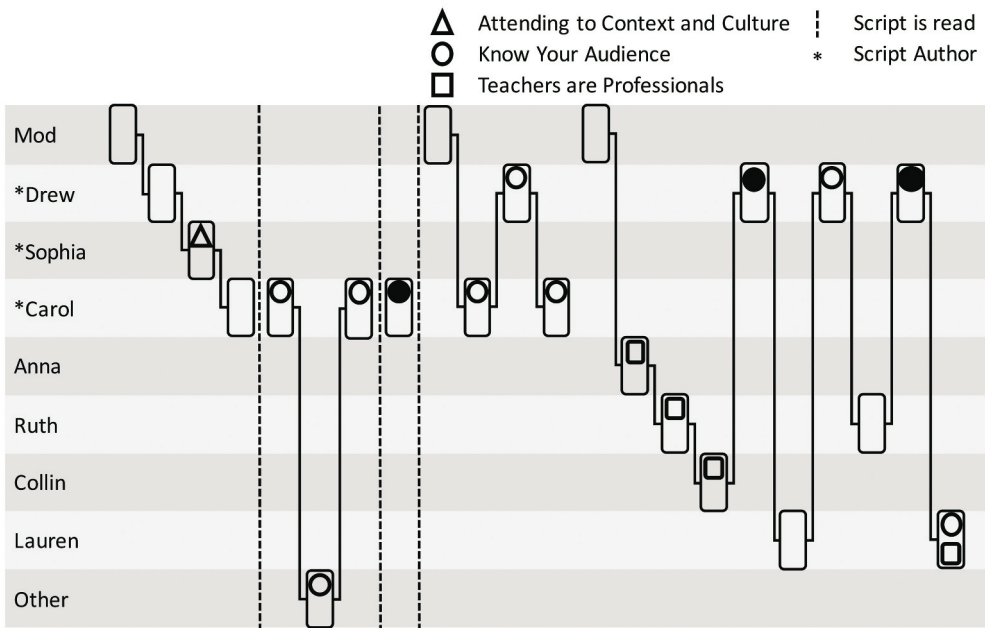 Attending to Context and Culture
Script is read
Know Your Audience
* Script Author
Teachers are Professionals
Mod
*Drew
*Sophia
*Carol
Anna
Ruth
Collin
Lauren
Other